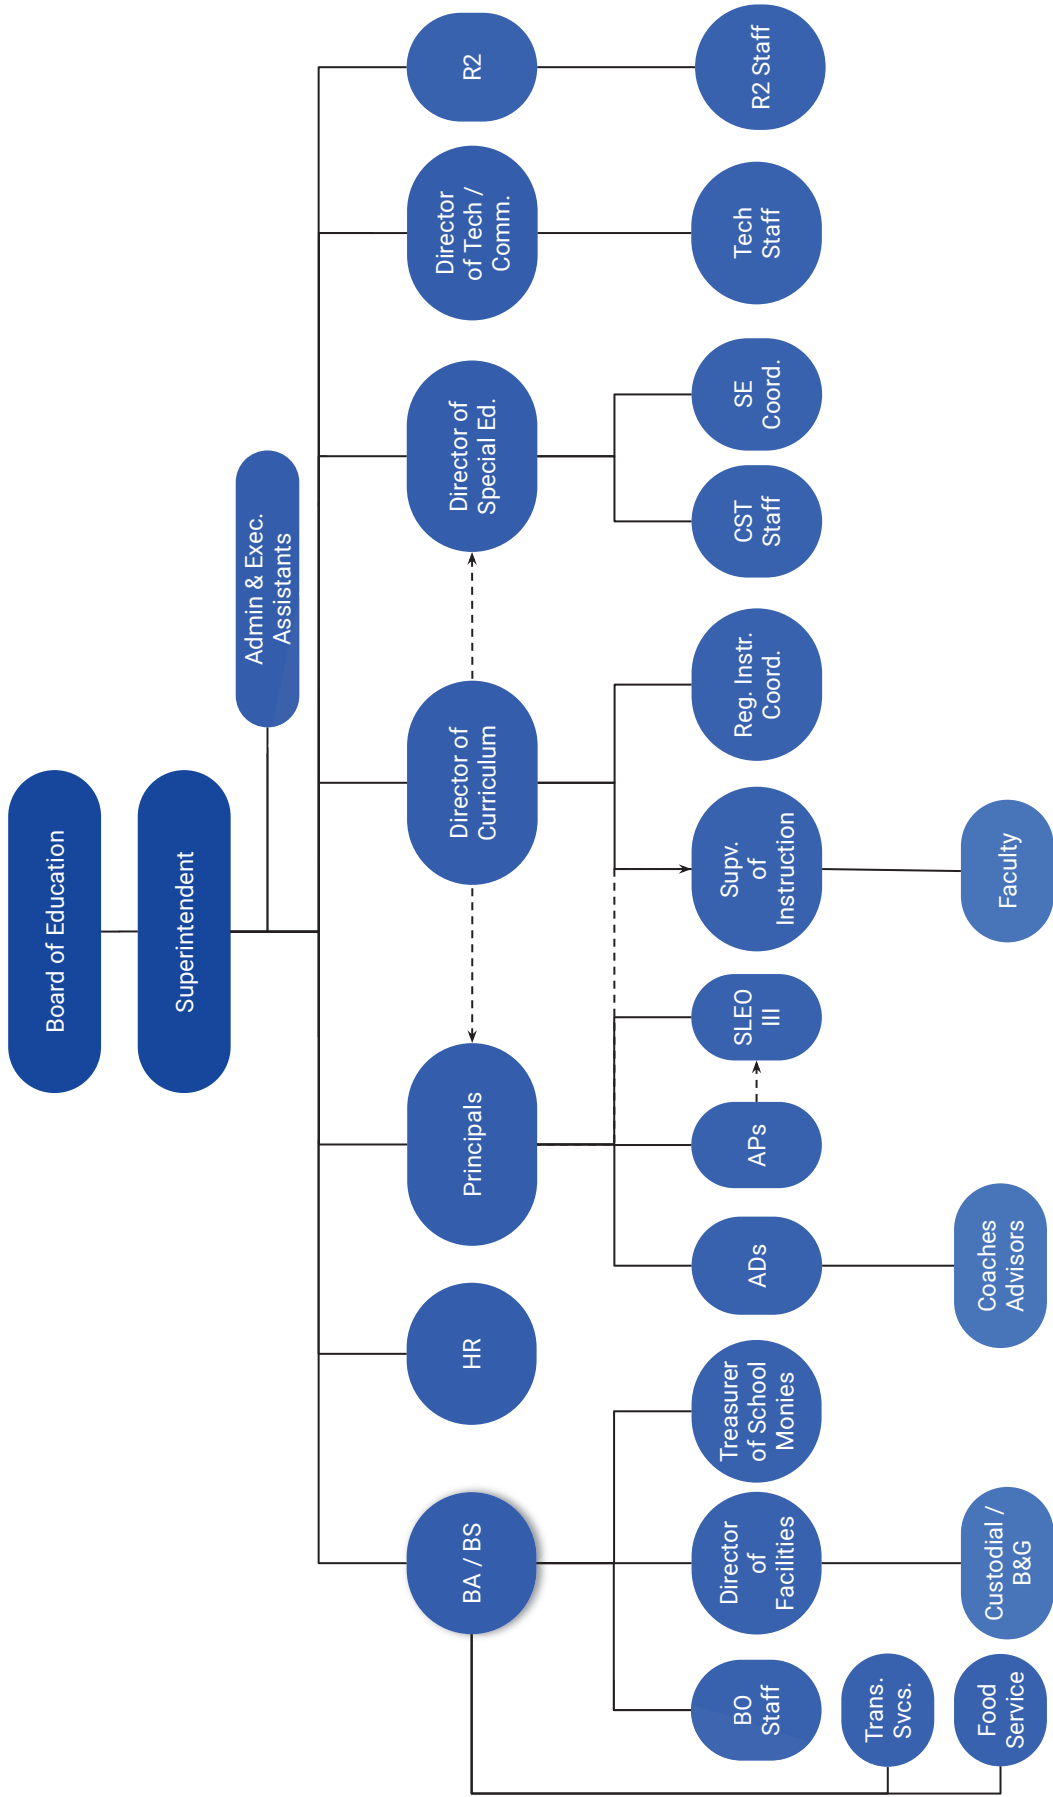 Board of Education
Superintendent
Admin & Exec.
Assistants
BA / BS
HR
Principals
Director of
Curriculum
Director of
Special Ed.
Director
of Tech /
Comm.
R2
BO
Staff
Director
of
Facilities
Treasurer
of School
Monies
ADs
APs
SLEO
III
Supv.
of
Instruction
Reg. Instr.
Coord.
CST
Staff
SE
Coord.
Tech
Staff
R2 Staff
Trans.
Svcs.
Food
Service
Custodial /
B&G
Coaches
Advisors
Faculty